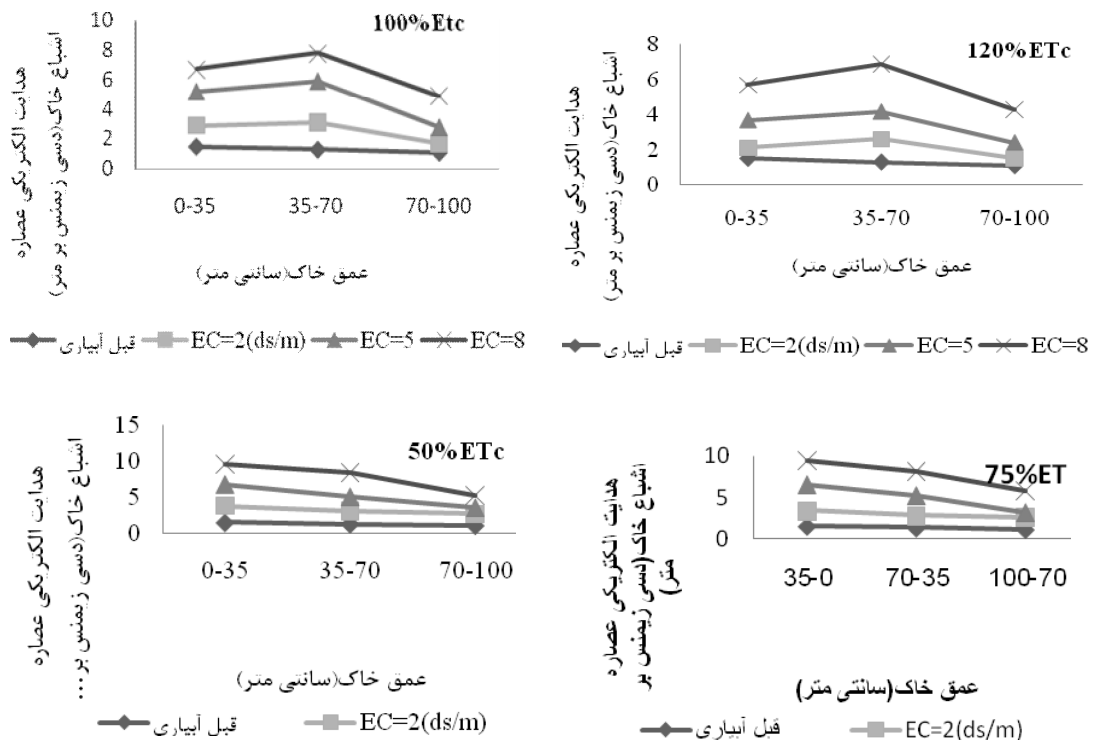 100%Etc
هدایت الکتریکی عصاره
اشباع خاک(دسی زیمنس بر متر)
10
8
6
4
2
0
0-35
35-70
70-100
عمق خاک(سانتی متر)
قبل آبیاری
EC=2(ds/m)
EC=5
EC=8
120%ETc
هدایت الکتریکی عصاره
اشباع خاک(دسی زیمنس بر متر)
8
6
4
2
0
0-35
35-70
70-100
عمق خاک(سانتی متر)
قبل آبیاری
EC=2(ds/m)
EC=5
EC=8
50%ETc
هدایت الکتریکی عصاره
اشباع خاک(دسی زیمنس بر...
15
10
5
0
0-35
35-70
70-100
عمق خاک(سانتی متر)
قبل آبیاری
EC=2(ds/m)
75%ET
هدایت الکتریکی عصاره
اشباع خاک(دسی زیمنس بر
متر)
10
5
0
35-0
70-35
100-70
عمق خاک(سانتی متر)
قبل آبیاری
EC=2(ds/m)